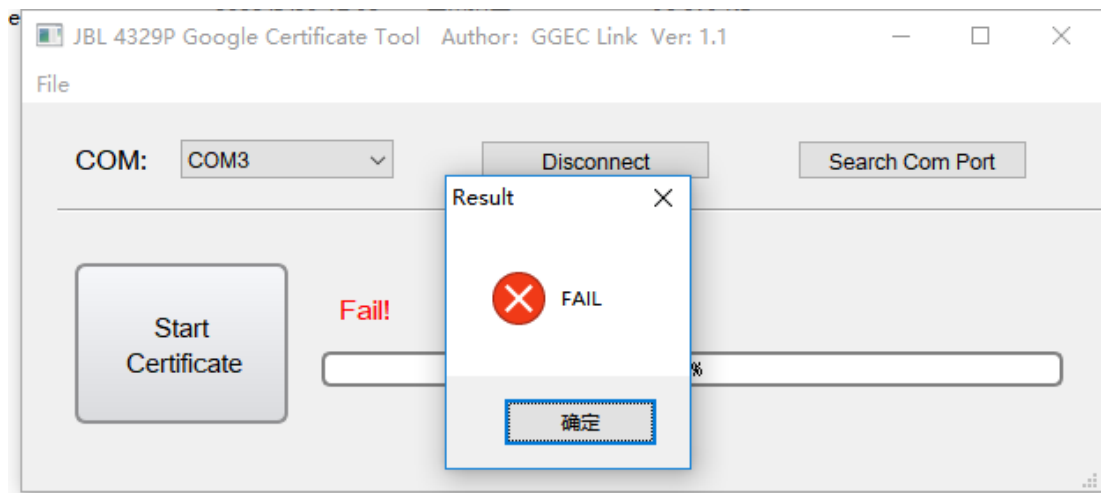 e
JBL 4329P Google Certificate Tool Author: GGEC Link Ver: 1.1
File
COM:
COM3
Disconnect
Search Com Port
Result
FAIL
Fail!
Start
Certificate
%
确定